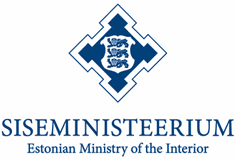 SISEMINISTEERIUM
Estonian Ministry of the Interior